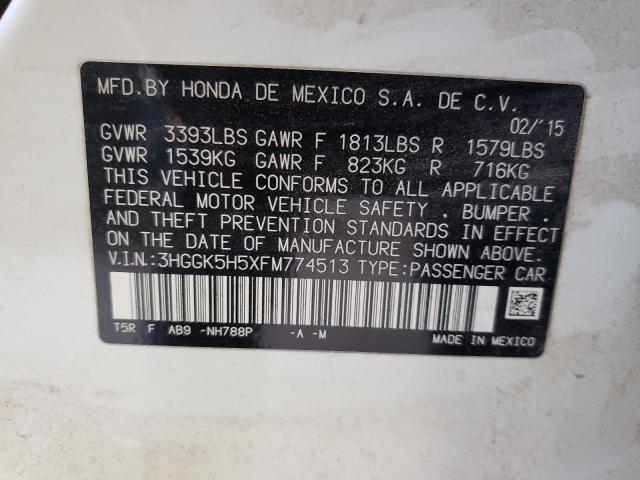 MFD.BY HONDA DE MEXICO S.A. DE C.V.
02/'15
GVWR 3393LBS GAWR F 1813LBS R 1579LBS
GVWR 1539KG GAWR F 823KG R 716KG
THIS VEHICLE CONFORMS TO ALL APPLICABLE
FEDERAL MOTOR VEHICLE SAFETY , BUMPER ,
AND THEFT PREVENTION STANDARDS IN EFFECT
ON THE DATE OF MANUFACTURE SHOWN ABOVE.
V.I.N.:3HGGK5H5XFM774513 TYPE:PASSENGER CAR
T5R F AB9 -NH788P -A -M
MADE IN MEXICO